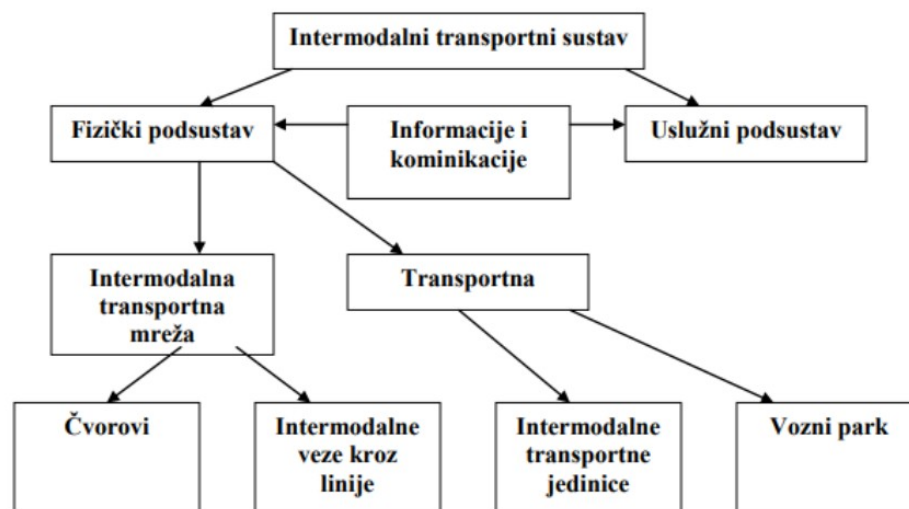 Intermodalni transportni sustav
Fizički podsustav
Informacije i
kominikacije
Uslužni podsustav
Intermodalna
transportna
mreža
Transportna
Čvorovi
Intermodalne
veze kroz
linije
Intermodalne
transportne
jedinice
Vozni park